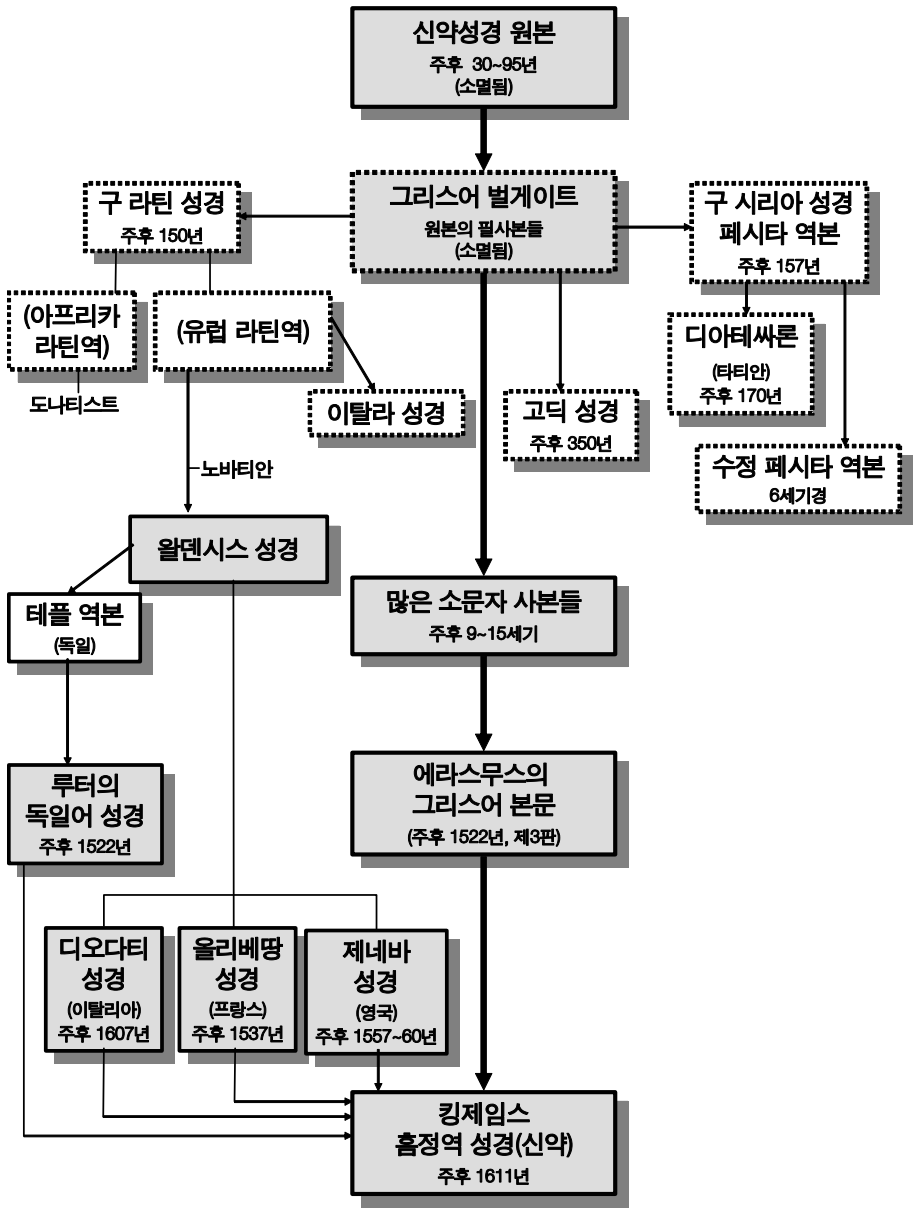 신약성경 원본
주후 30~95년
(소멸됨)
그리스어 벌게이트
원본의 필사본들
(소멸됨)
구 라틴 성경
주후 150년
구 시리아 성경
페시타 역본
주후 157년
(아프리카
라틴역)
(유럽 라틴역)
도나티스트
이탈라 성경
고딕 성경
주후 350년
디아테싸론
(타티안)
주후 170년
노바티안
수정 페시타 역본
6세기경
왈덴시스 성경
테플 역본
(독일)
많은 소문자 사본들
주후 9~15세기
루터의
독일어 성경
주후 1522년
에라스무스의
그리스어 본문
(주후 1522년, 제3판)
디오다티
성경
(이탈리아)
주후 1607년
올리베땅
성경
(프랑스)
주후 1537년
제네바
성경
(영국)
주후 1557~60년
킹제임스
흠정역 성경(신약)
주후 1611년